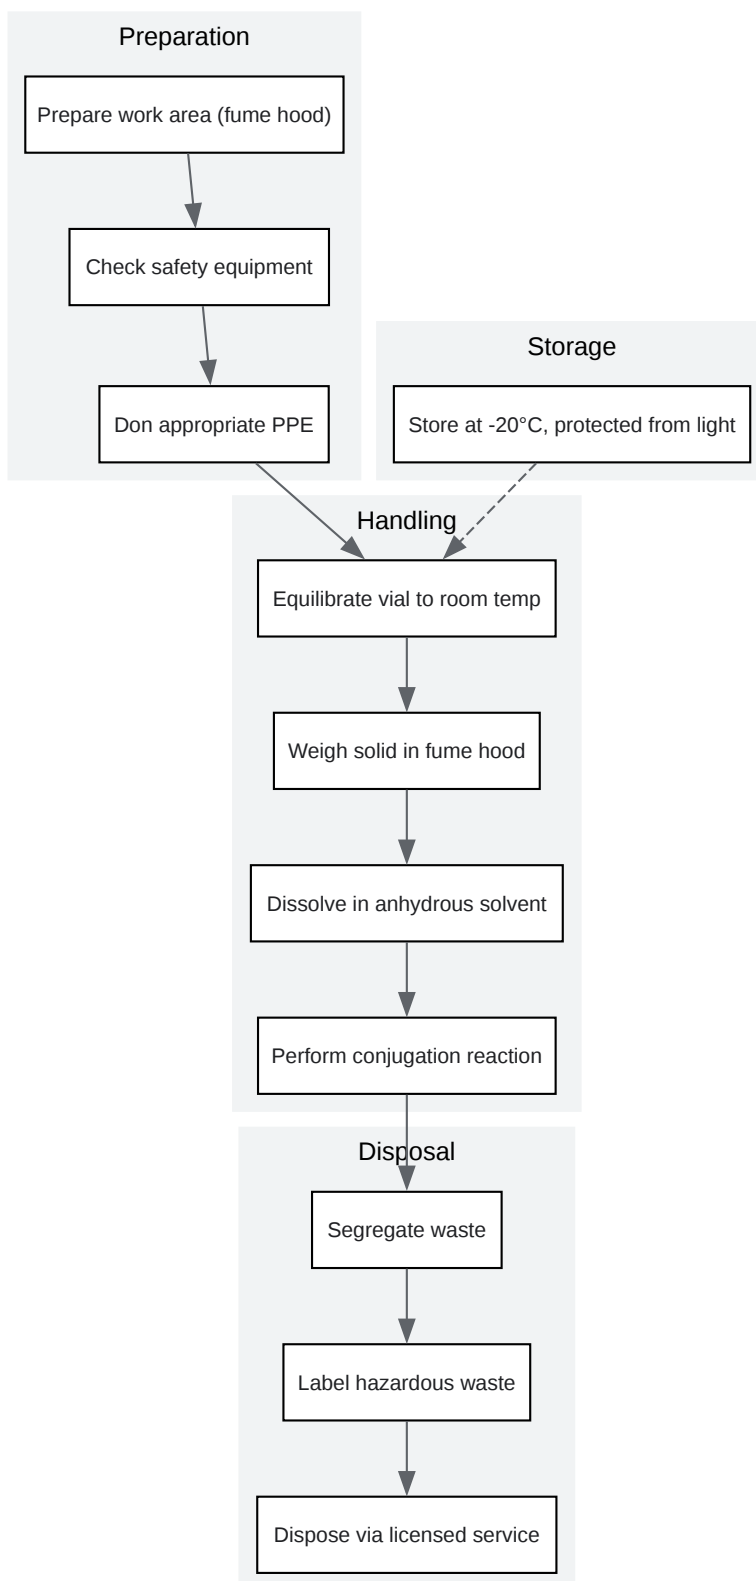 Preparation
Prepare work area (fume hood)
Check safety equipment
Don appropriate PPE
Storage
Store at -20°C, protected from light
Handling
Equilibrate vial to room temp
Weigh solid in fume hood
Dissolve in anhydrous solvent
Perform conjugation reaction
Disposal
Segregate waste
Label hazardous waste
Dispose via licensed service